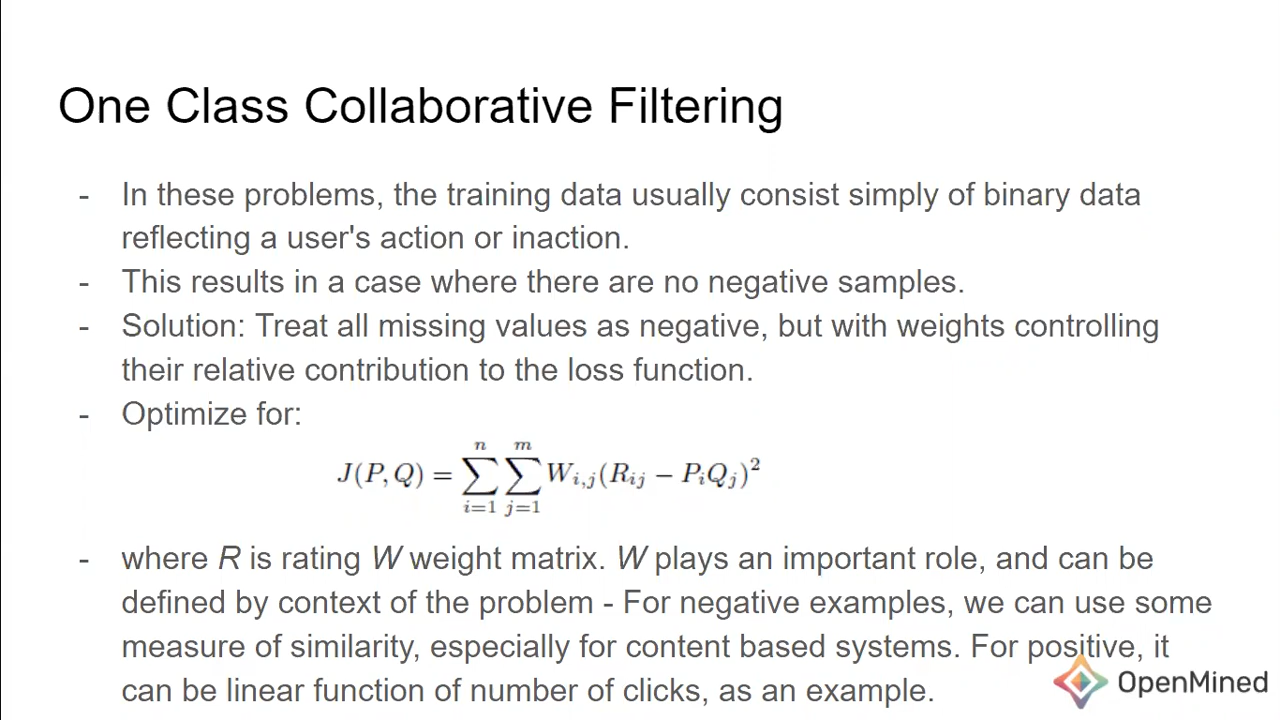 One Class Collaborative Filtering
- In these problems, the training data usually consist simply of binary data
reflecting a user's action or inaction.
- This results in a case where there are no negative samples.
- Solution: Treat all missing values as negative, but with weights controlling
their relative contribution to the loss function.
- Optimize for:
J(P,Q) = \sum_{i=1}^{n} \sum_{j=1}^{m} W_{i,j}(R_{ij} − P_iQ_j)^2
- where R is rating W weight matrix. W plays an important role, and can be
defined by context of the problem - For negative examples, we can use some
measure of similarity, especially for content based systems. For positive, it
can be linear function of number of clicks, as an example.
OpenMined